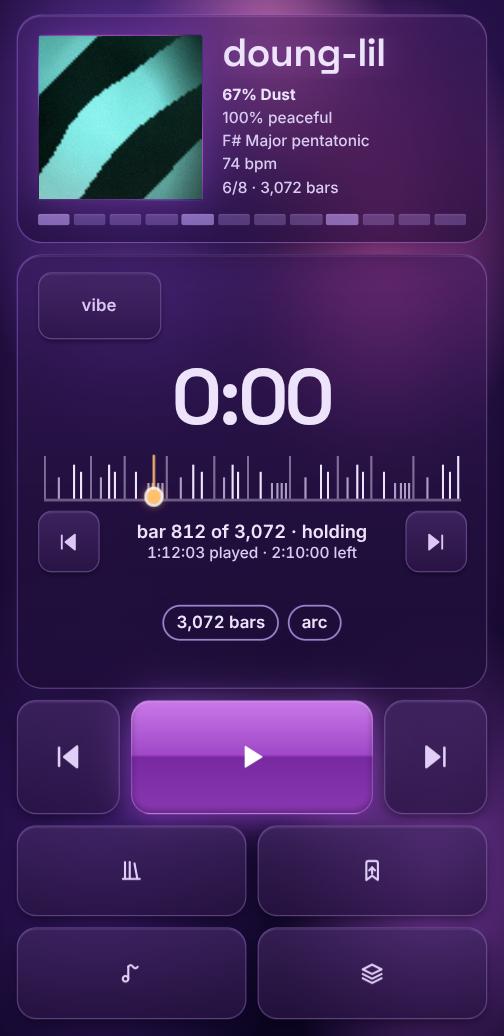 doung-lil
67% Dust
100% peaceful
F# Major pentatonic
74 bpm
6/8 · 3,072 bars
vibe
0:00
bar 812 of 3,072 · holding
1:12:03 played · 2:10:00 left
3,072 bars
arc